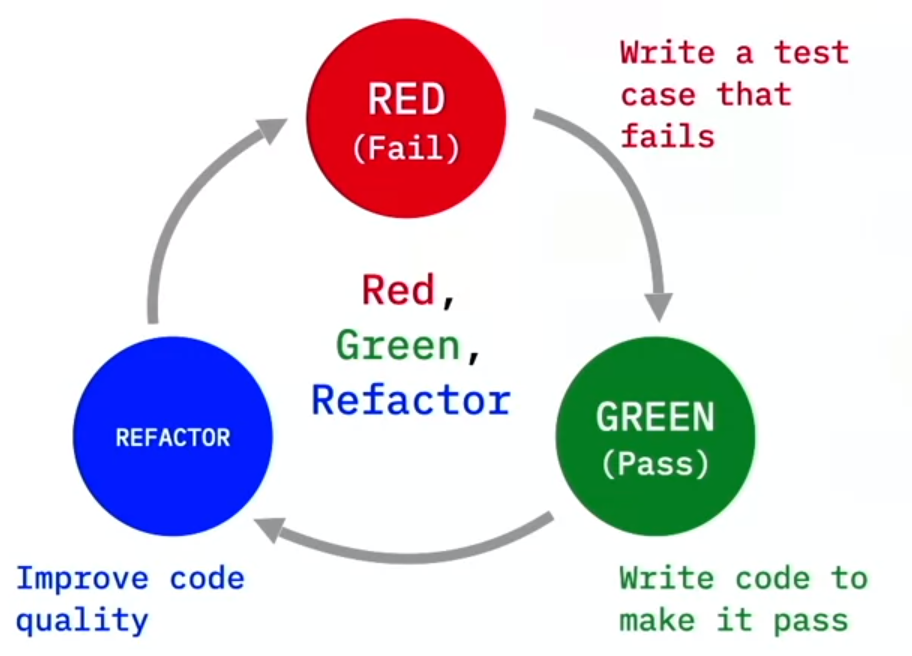 RED
(Fail)
Write a test
case that
fails
Red,
Green,
Refactor
REFACTOR
GREEN
(Pass)
Improve code
quality
Write code to
make it pass